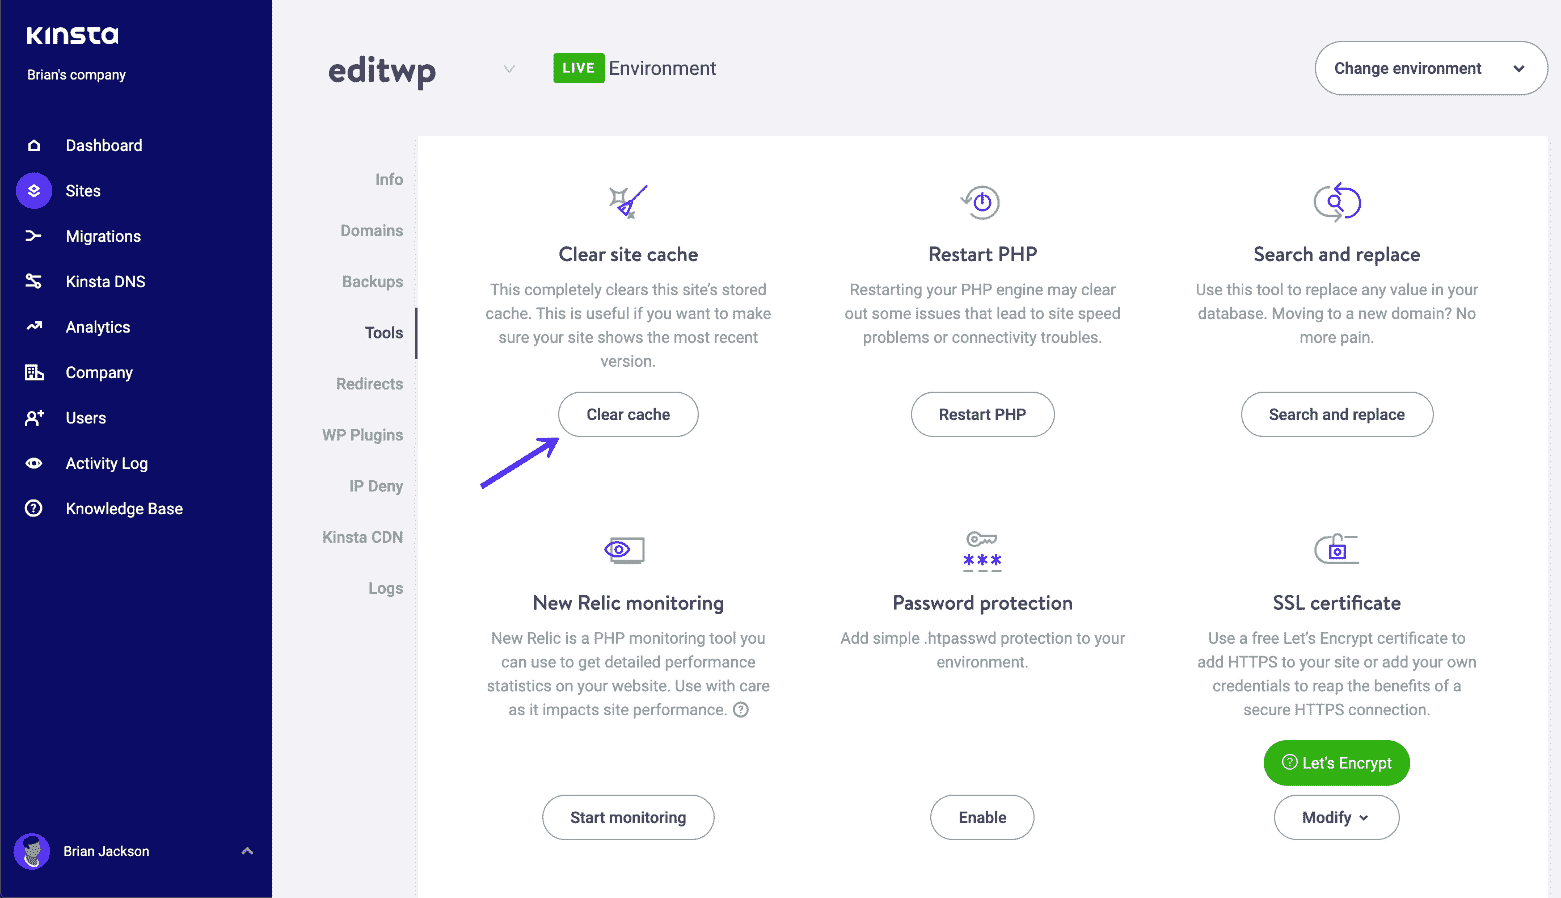 Kinsta
Brian's company
Dashboard
Sites
Migrations
Kinsta DNS
Analytics
Company
Users
Activity Log
Knowledge Base
Brian Jackson
editwp
LIVE Environment
Change environment
Info
Domains
Backups
Tools
Redirects
WP Plugins
IP Deny
Kinsta CDN
Logs
Clear site cache
This completely clears this site's stored
cache. This is useful if you want to make
sure your site shows the most recent
version.
Clear cache
Restart PHP
Restarting your PHP engine may clear
out some issues that lead to site speed
problems or connectivity troubles.
Restart PHP
Search and replace
Use this tool to replace any value in your
database. Moving to a new domain? No
more pain.
Search and replace
New Relic monitoring
New Relic is a PHP monitoring tool you
can use to get detailed performance
statistics on your website. Use with care
as it impacts site performance. ?
Start monitoring
***
Password protection
Add simple .htpasswd protection to your
environment.
Enable
SSL certificate
Use a free Let's Encrypt certificate to
add HTTPS to your site or add your own
credentials to reap the benefits of a
secure HTTPS connection.
? Let's Encrypt
Modify